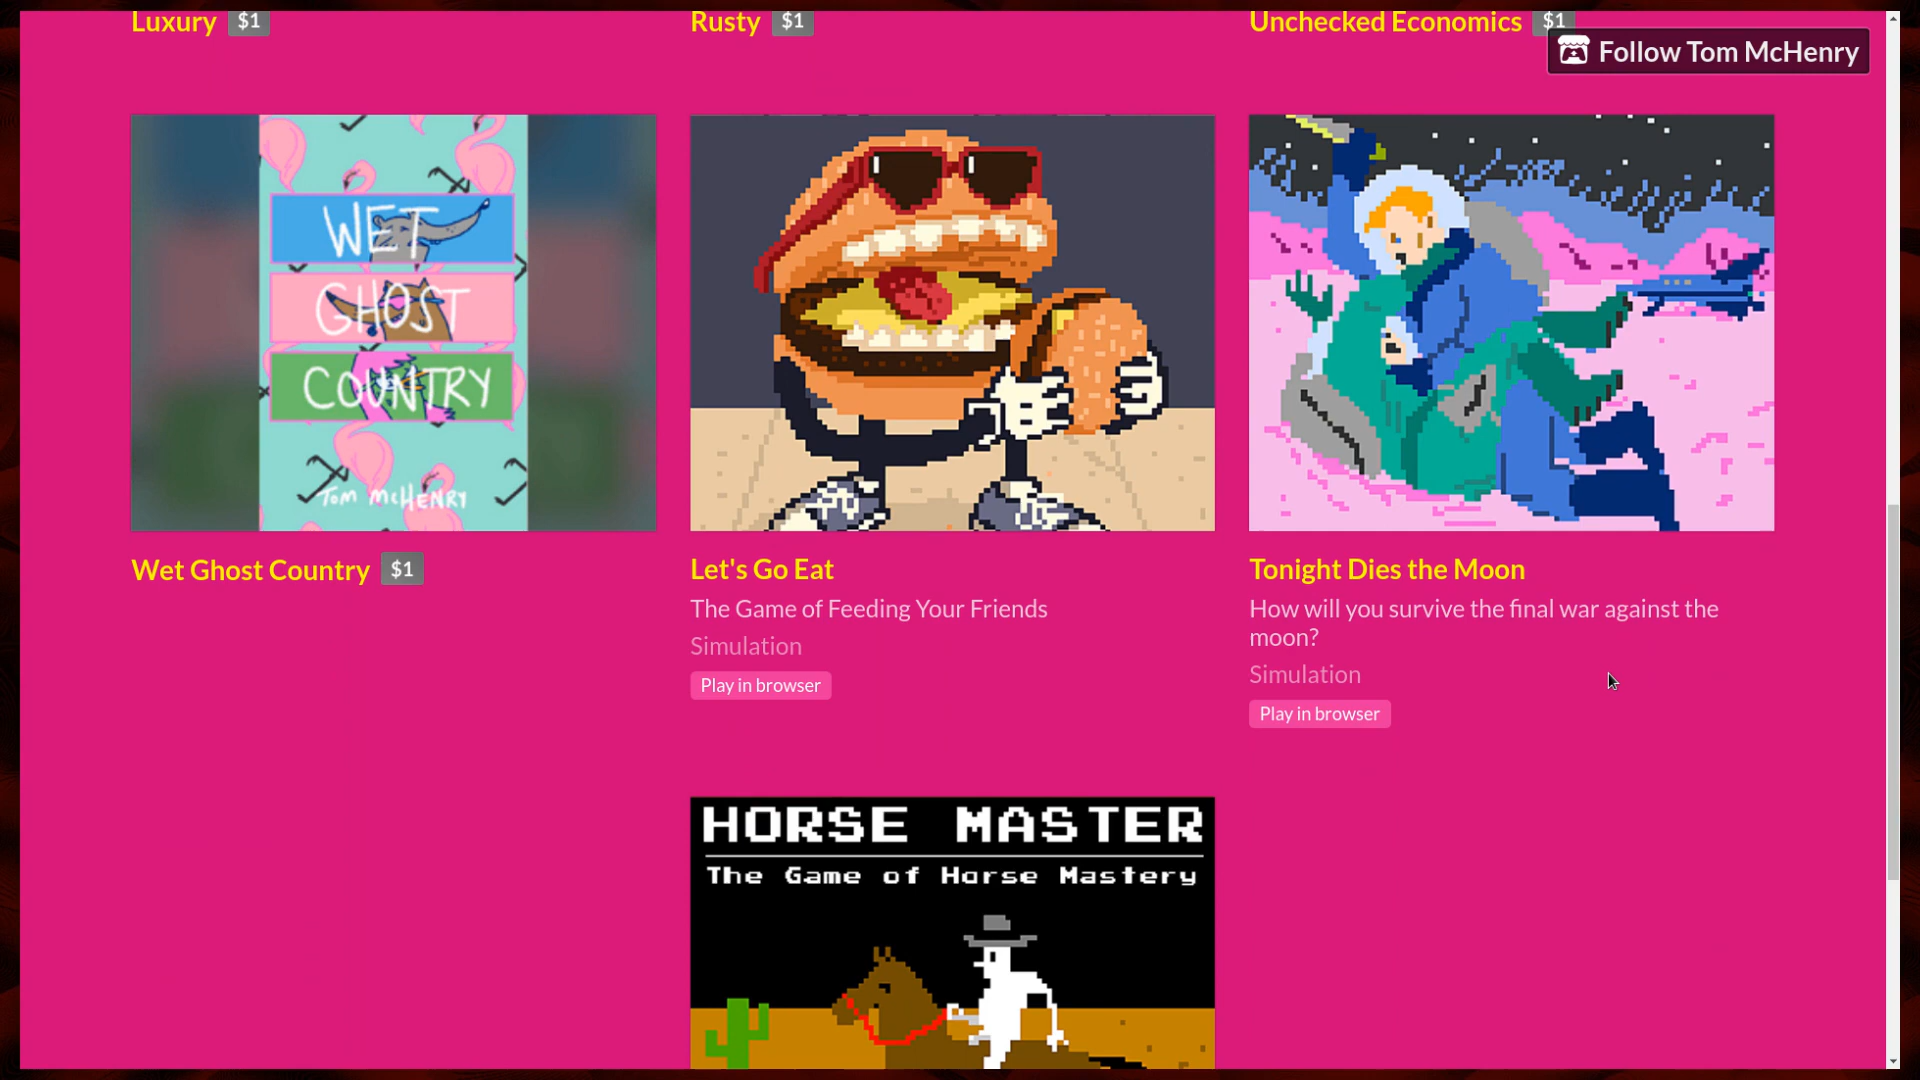 Luxury $1
Rusty $1
Unchecked Economics $1
Follow Tom McHenry
WET
GHOST
COUNTRY
Tom McHENRY
Wet Ghost Country $1
Let's Go Eat
The Game of Feeding Your Friends
Simulation
Play in browser
Tonight Dies the Moon
How will you survive the final war against the
moon?
Simulation
Play in browser
HORSE MASTER
The Game of Horse Mastery